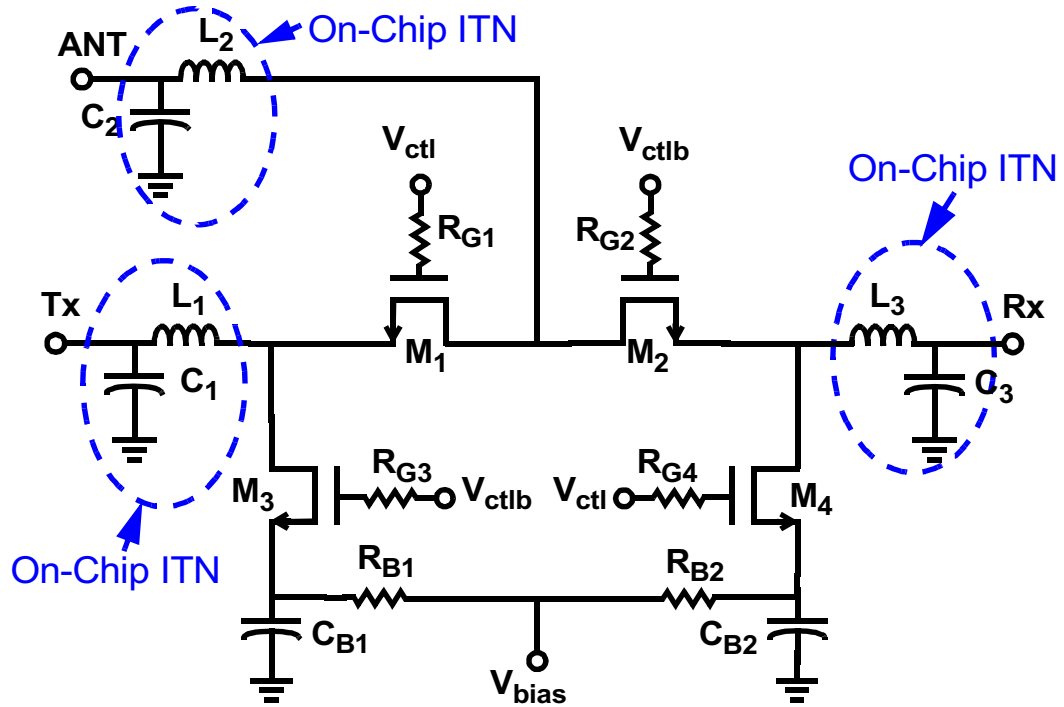 ANT
L2
On-Chip ITN
C2
Vctl
Vctlb
On-Chip ITN
RG1
RG2
Tx
L1
L3
Rx
C1
M1
M2
C3
M3
RG3
Vctlb
Vctl
RG4
M4
On-Chip ITN
RB1
RB2
CB1
CB2
Vbias